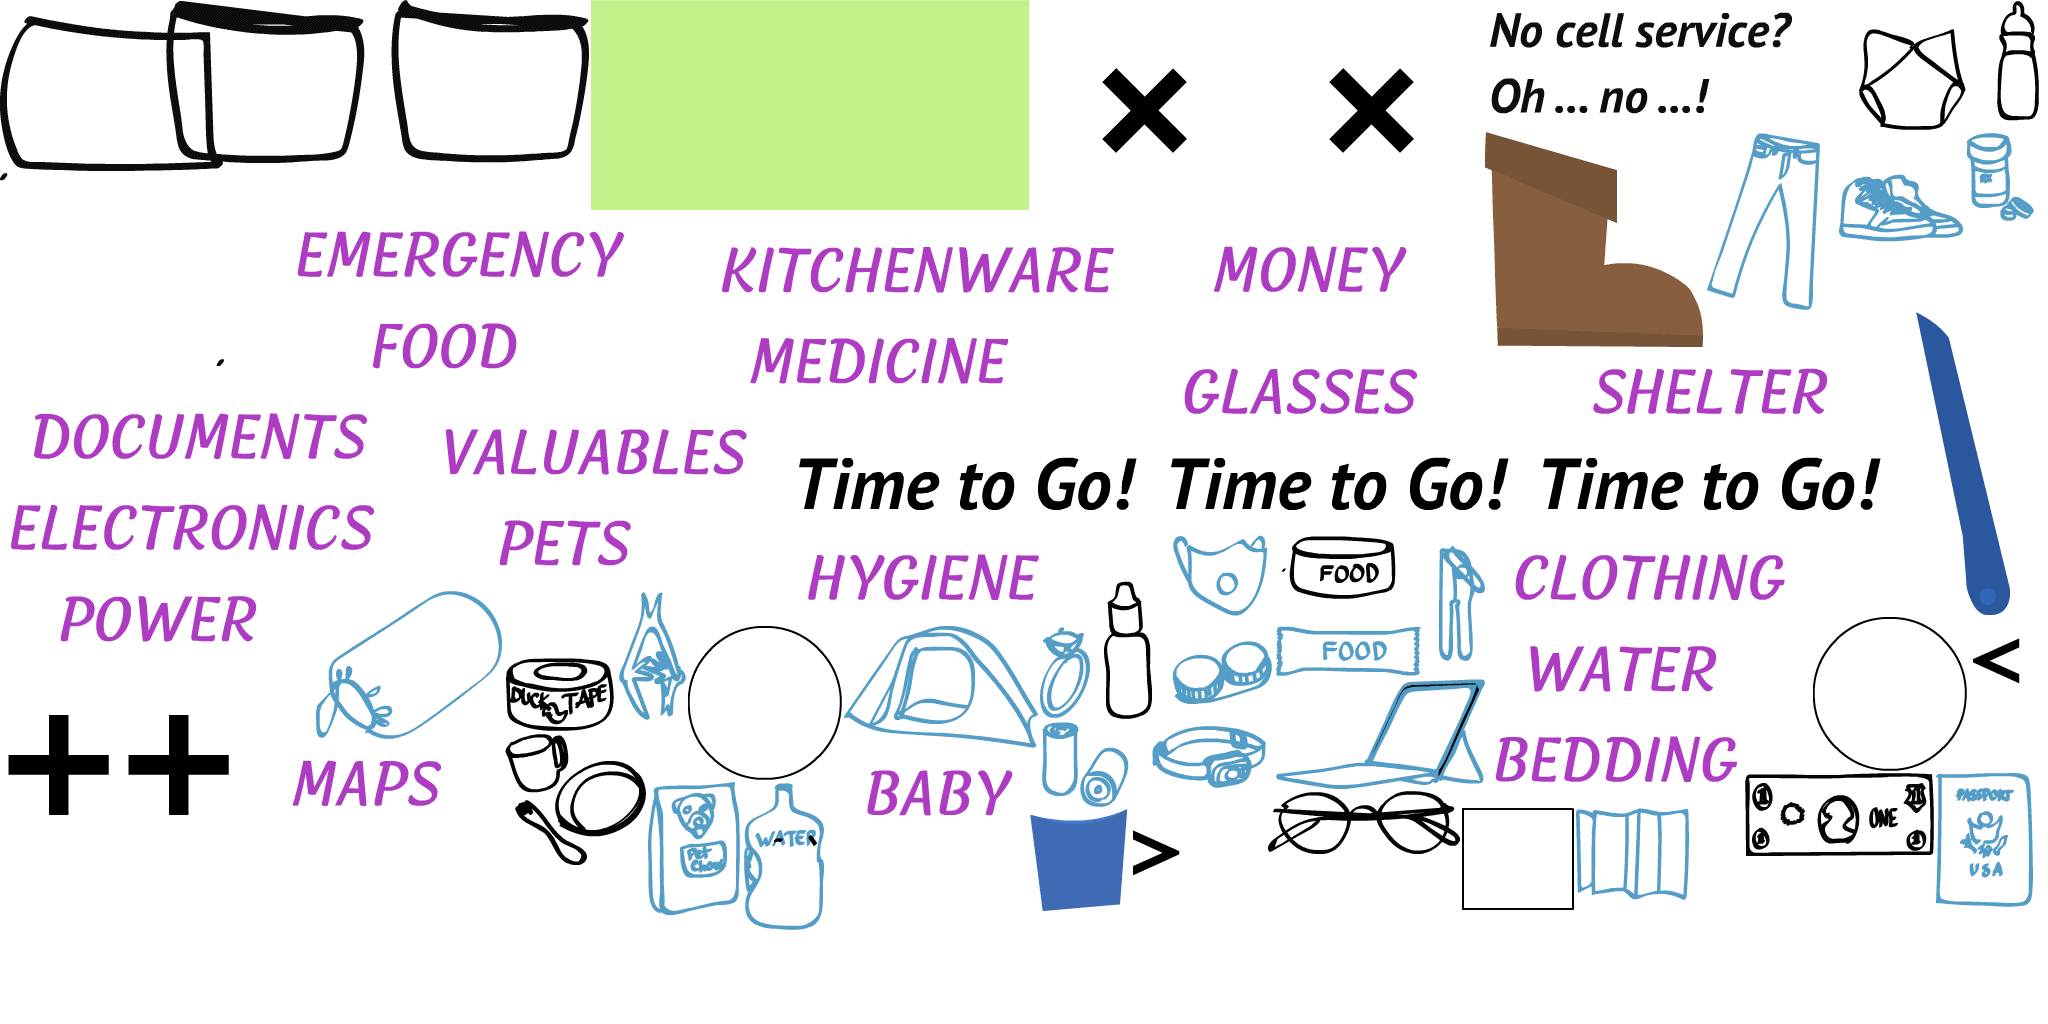 No cell service?
Oh ... no ...!
EMERGENCY
FOOD
KITCHENWARE
MEDICINE
MONEY
GLASSES
SHELTER
DOCUMENTS
ELECTRONICS
POWER
VALUABLES
PETS
Time to Go! Time to Go! Time to Go!
HYGIENE
CLOTHING
WATER
BEDDING
FOOD
FOOD
DUCK TAPE
MAPS
BABY
Pet
Chow
WATER
1
1
ONE
PASSPORT
USA